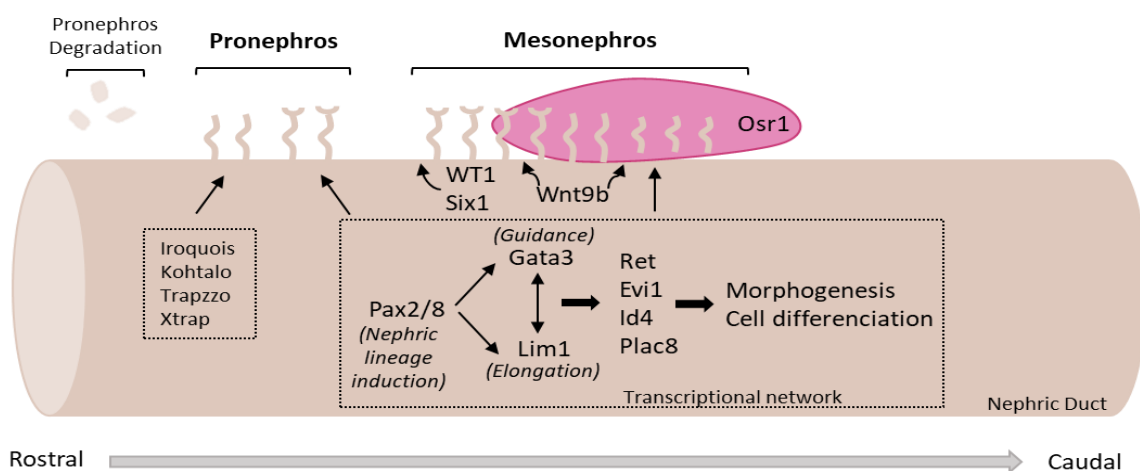 Pronephros
Degradation
Pronephros
Mesonephros
Osr1
WT1
Six1
Wnt9b
Iroquois
Kohtalo
Trapzzo
Xtrap
(Guidance)
Gata3
Pax2/8
(Nephric
lineage
induction)
Lim1
(Elongation)
Ret
Evi1
Id4
Plac8
Morphogenesis
Cell differenciation
Transcriptional network
Nephric Duct
Rostral
Caudal